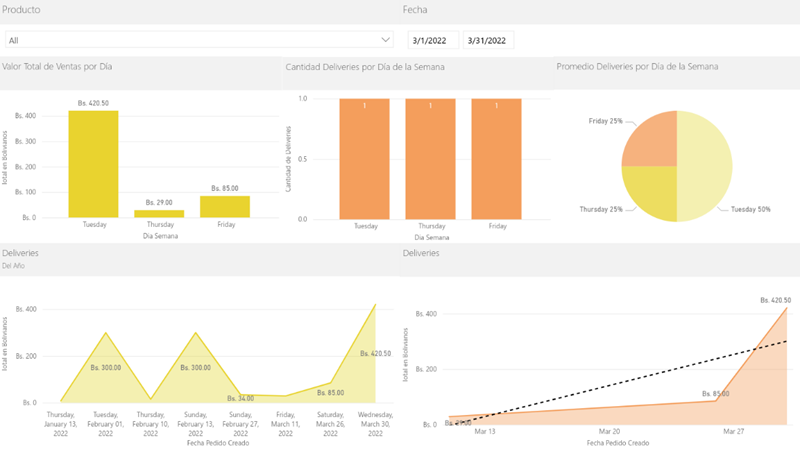 Producto
All
Fecha
3/1/2022 3/31/2022
Valor Total de Ventas por Día
Total en Bolivianos
Bs. 400
Bs. 300
Bs. 200
Bs. 100
Bs. 0
Bs. 420.50
Bs. 29.00
Bs. 85.00
Tuesday Thursday Friday
Dia Semana
Cantidad Deliveries por Día de la Semana
Cantidad de Deliveries
1.0
0.5
0.0
1 1 1
Tuesday Thursday Friday
Dia Semana
Promedio Deliveries por Día de la Semana
Friday 25%
Thursday 25%
Tuesday 50%
Deliveries
Del Año
Total en Bolivianos
Bs. 400
Bs. 200
Bs. 0
Bs. 300.00
Bs. 300.00
Bs. 34.00
Bs. 85.00
Bs. 420.50
Thursday, Tuesday, Thursday, Sunday, Sunday, Friday, Saturday, Wednesday,
January 13, February 01, February 10, February 13, February 27, March 11, March 26, March 30,
2022 2022 2022 2022 2022 2022 2022 2022
Fecha Pedido Creado
Deliveries
Total en Bolivianos
Bs. 400
Bs. 200
Bs. 0
Bs. 29.00
Bs. 85.00
Bs. 420.50
Mar 13 Mar 20 Mar 27
Fecha Pedido Creado